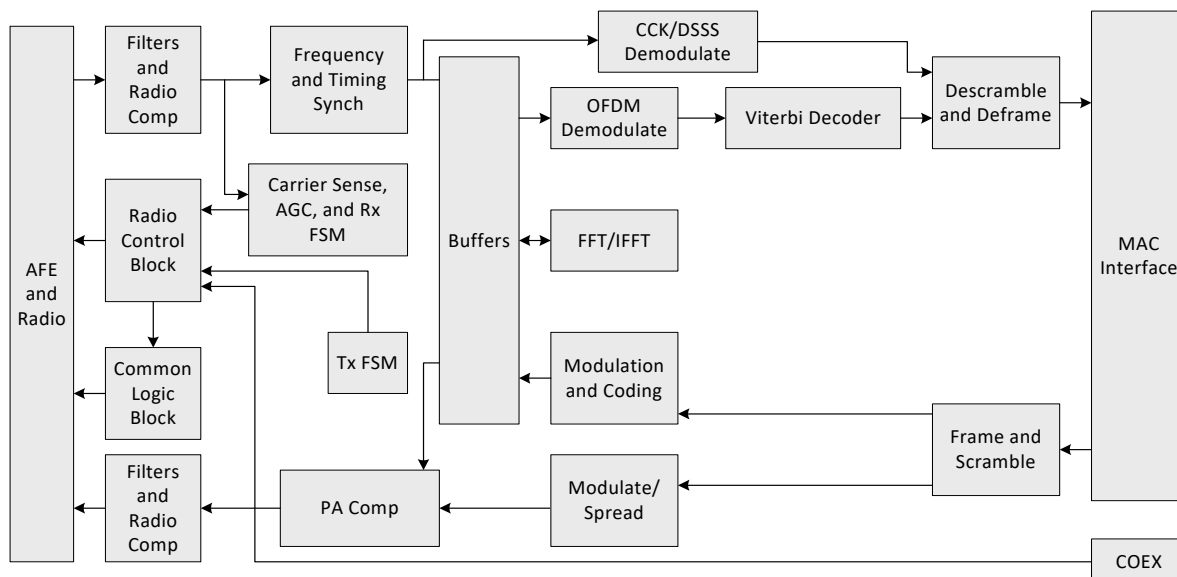 AFE
and
Radio
Filters
and
Radio
Comp
Frequency
and Timing
Synch
CCK/DSSS
Demodulate
OFDM
Demodulate
Viterbi Decoder
Descramble
and Deframe
MAC
Interface
Carrier Sense,
AGC, and Rx
FSM
Radio
Control
Block
Buffers
FFT/IFFT
Tx FSM
Common
Logic
Block
Modulation
and Coding
Frame and
Scramble
Filters
and
Radio
Comp
PA Comp
Modulate/
Spread
COEX